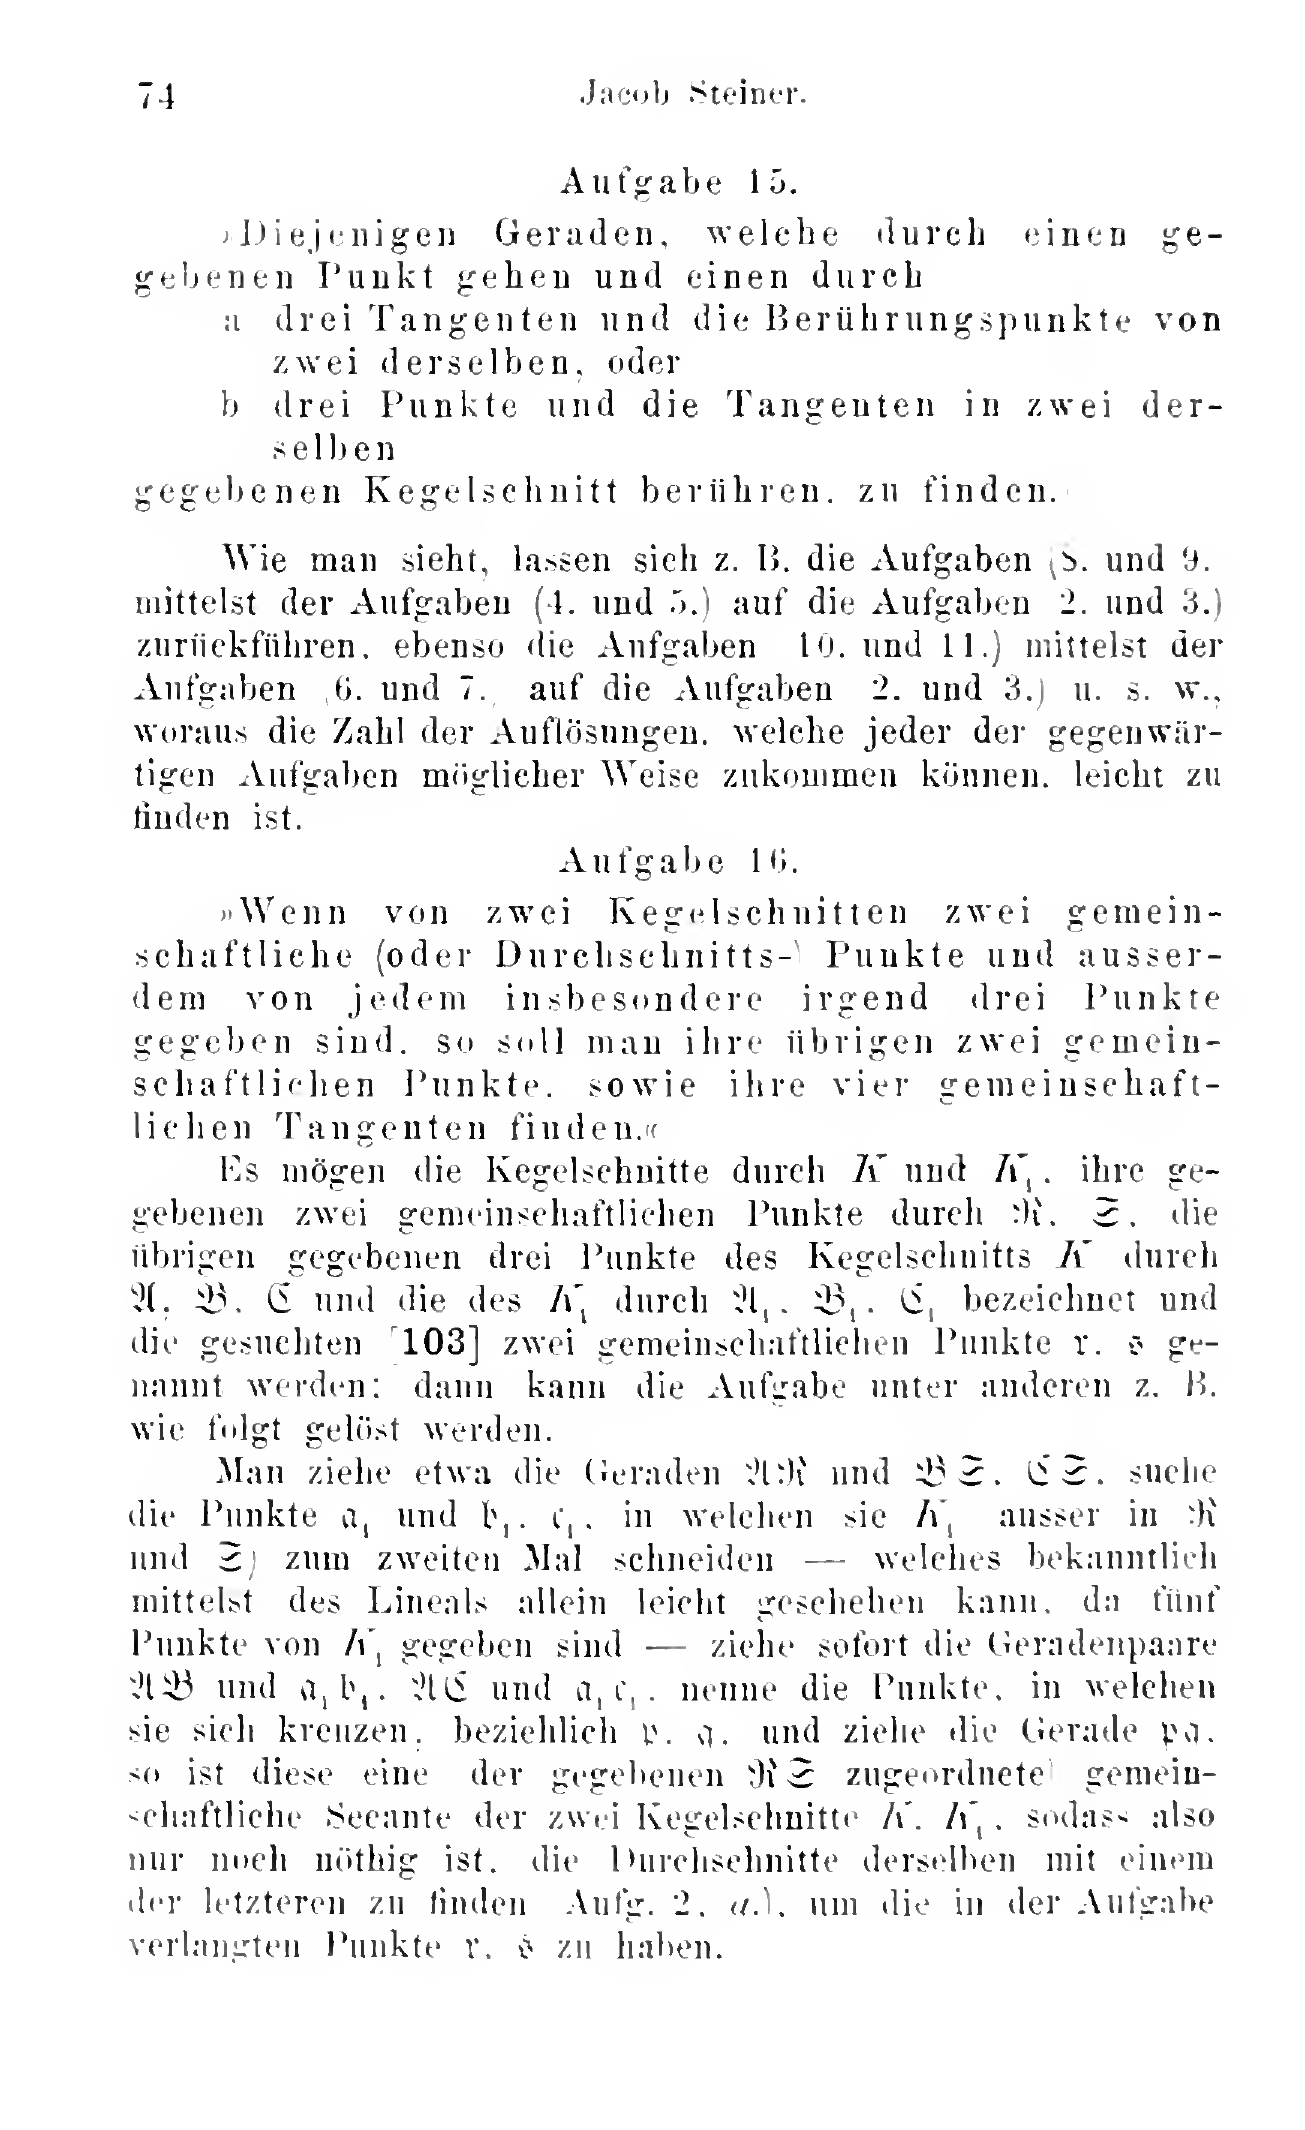 74 Jacob Steiner.
Aufgabe 15.
»Diejenigen Geraden, welche durch einen ge-
gebenen Punkt gehen und einen durch
a drei Tangenten und die Berührungspunkte von
zwei derselben, oder
b drei Punkte und die Tangenten in zwei der-
selben
gegebenen Kegelschnitt berühren, zu finden.
Wie man sieht, lassen sich z. B. die Aufgaben (8. und 9.
mittelst der Aufgaben (4. und 5.) auf die Aufgaben 2. und 3.)
zurückführen, ebenso die Aufgaben 10. und 11.) mittelst der
Aufgaben (6. und 7. auf die Aufgaben 2. und 3.) u. s. w.,
woraus die Zahl der Auflösungen, welche jeder der gegenwär-
tigen Aufgaben möglicher Weise zukommen können, leicht zu
finden ist.
Aufgabe 16.
»Wenn von zwei Kegelschnitten zwei gemein-
schaftliche (oder Durchschnitts-) Punkte und ausser-
dem von jedem insbesondere irgend drei Punkte
gegeben sind, so soll man ihre übrigen zwei gemein-
schaftlichen Punkte, sowie ihre vier gemeinschaft-
lichen Tangenten finden.«
Es mögen die Kegelschnitte durch K und K₁, ihre ge-
gebenen zwei gemeinschaftlichen Punkte durch ℜ, 𝔖, die
übrigen gegebenen drei Punkte des Kegelschnitts K durch
𝔄, 𝔅, ℭ und die des K₁ durch 𝔄₁, 𝔅₁, ℭ₁ bezeichnet und
die gesuchten [103] zwei gemeinschaftlichen Punkte 𝔯, 𝔰 ge-
nannt werden: dann kann die Aufgabe unter anderen z. B.
wie folgt gelöst werden.
Man ziehe etwa die Geraden 𝔄ℜ und 𝔅𝔖, ℭ𝔖, suche
die Punkte 𝔞₁ und 𝔟₁, 𝔠₁, in welchen sie K₁ ausser in ℜ
und 𝔖) zum zweiten Mal schneiden — welches bekanntlich
mittelst des Lineals allein leicht geschehen kann, da fünf
Punkte von K₁ gegeben sind — ziehe sofort die Geradenpaare
𝔄𝔅 und 𝔞₁𝔟₁, 𝔄ℭ und 𝔞₁𝔠₁, nenne die Punkte, in welchen
sie sich kreuzen, beziehlich 𝔭, 𝔮, und ziehe die Gerade 𝔭𝔮,
so ist diese eine der gegebenen ℜ𝔖 zugeordnete gemein-
schaftliche Secante der zwei Kegelschnitte K, K₁, sodass also
nur noch nöthig ist, die Durchschnitte derselben mit einem
der letzteren zu finden Aufg. 2, a.), um die in der Aufgabe
verlangten Punkte 𝔯, 𝔰 zu haben.